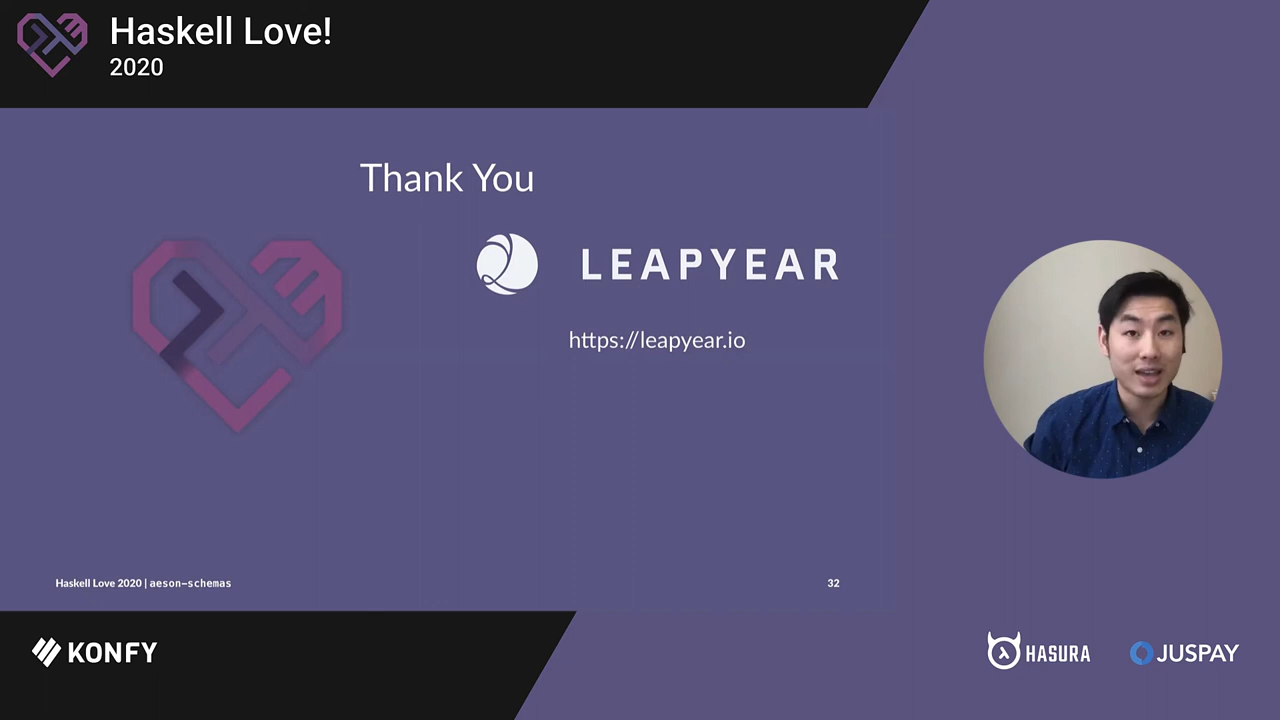 Haskell Love!
2020
Thank You
LEAPYEAR
https://leapyear.io
Haskell Love 2020 | aeson-schemas
32
KONFY
HASURA
JUSPAY